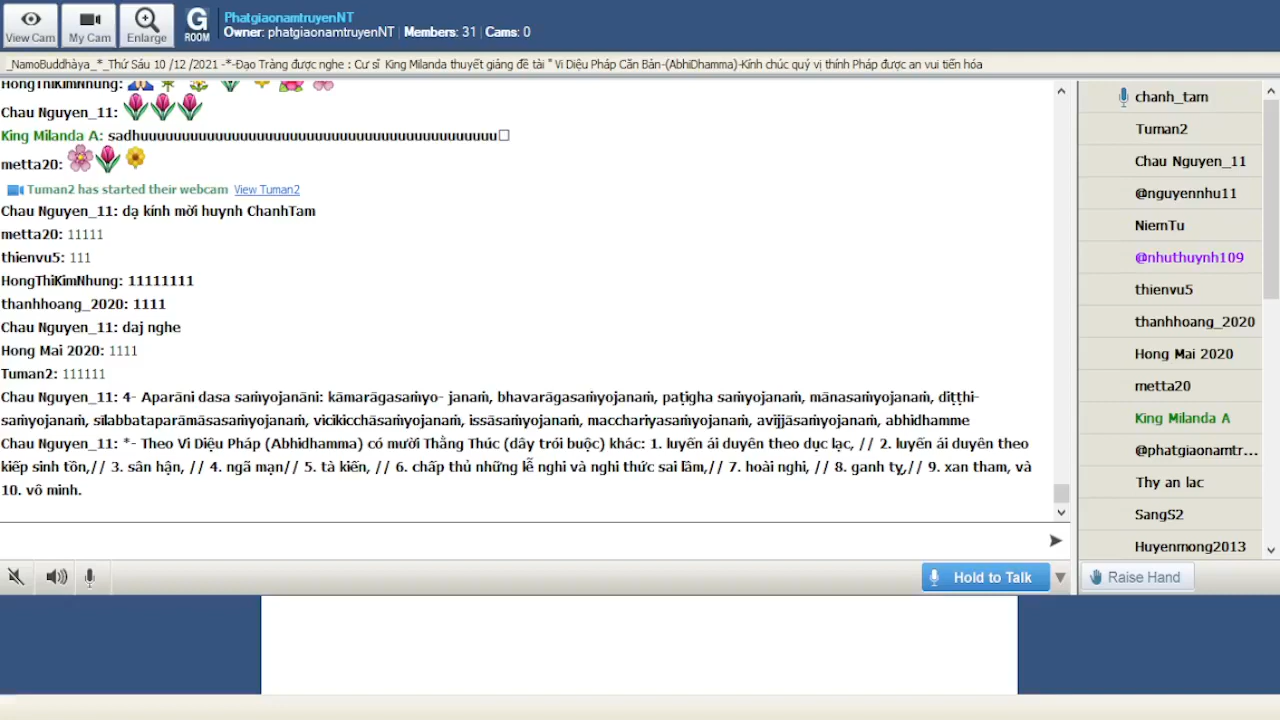 View Cam
My Cam
Enlarge
G
ROOM
PhatgiaonamtruyenNT
Owner: phatgiaonamtruyenNT | Members: 31 | Cams: 0
_NamoBuddhàya_*_Thứ Sáu 10 /12 /2021 -*-Đạo Tràng được nghe : Cư sĩ King Milanda thuyết giảng đề tài " Vi Diệu Pháp Căn Bản-(AbhiDhamma)-Kính chúc quý vị thính Pháp được an vui tiến hóa
HongThiKimNhung:
Chau Nguyen_11:
King Milanda A: sadhuuuuuuuuuuuuuuuuuuuuuuuuuuuuuuuuuuuuuuuuuu
metta20:
Tuman2 has started their webcam View Tuman2
Chau Nguyen_11: dạ kính mời huynh ChanhTam
metta20: 11111
thienvu5: 111
HongThiKimNhung: 11111111
thanhhoang_2020: 1111
Chau Nguyen_11: daj nghe
Hong Mai 2020: 1111
Tuman2: 111111
Chau Nguyen_11: 4- Aparāni dasa saṁyojanāni: kāmarāgasaṁyo- janaṁ, bhavarāgasaṁyojanaṁ, paṭigha saṁyojanaṁ, mānasaṁyojanaṁ, diṭṭhi-
saṁyojanaṁ, sīlabbataparāmāsasaṁyojanaṁ, vicikicchāsaṁyojanaṁ, issāsaṁyojanaṁ, macchariyasaṁyojanaṁ, avijjāsaṁyojanaṁ, abhidhamme
Chau Nguyen_11: *- Theo Vi Diệu Pháp (Abhidhamma) có mười Thằng Thúc (dây trói buộc) khác: 1. luyến ái duyên theo dục lạc, // 2. luyến ái duyên theo
kiếp sinh tồn,// 3. sân hận, // 4. ngã mạn// 5. tà kiến, // 6. chấp thủ những lễ nghi và nghi thức sai lầm,// 7. hoài nghi, // 8. ganh tỵ,// 9. xan tham, và
10. vô minh.
Hold to Talk
chanh_tam
Tuman2
Chau Nguyen_11
@nguyennhu11
NiemTu
@nhuthuynh109
thienvu5
thanhhoang_2020
Hong Mai 2020
metta20
King Milanda A
@phatgiaonamtr...
Thy an lac
SangS2
Huyenmong2013
Raise Hand